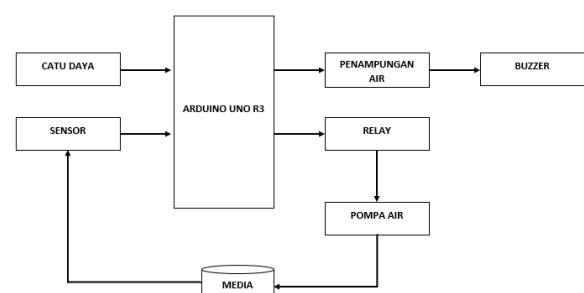 CATU DAYA
SENSOR
ARDUINO UNO R3
PENAMPUNGAN
AIR
BUZZER
RELAY
POMPA AIR
MEDIA